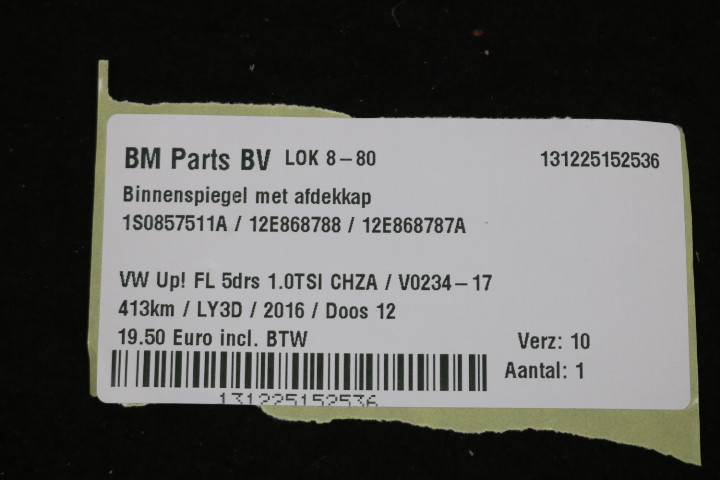 BM Parts BV LOK 8-80 131225152536
Binnenspiegel met afdekkap
1S0857511A / 12E868788 / 12E868787A
VW Up! FL 5drs 1.0TSI CHZA / V0234-17
413km / LY3D / 2016 / Doos 12
19.50 Euro incl. BTW Verz: 10
Aantal: 1
131225152536